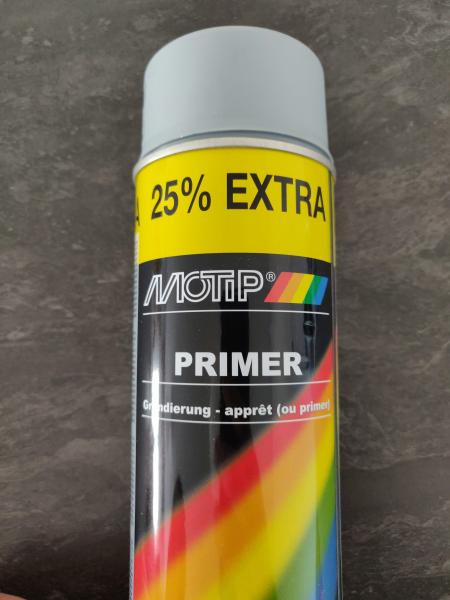 25% EXTRA
MOTIP®
PRIMER
Grundierung - apprêt (ou primer)